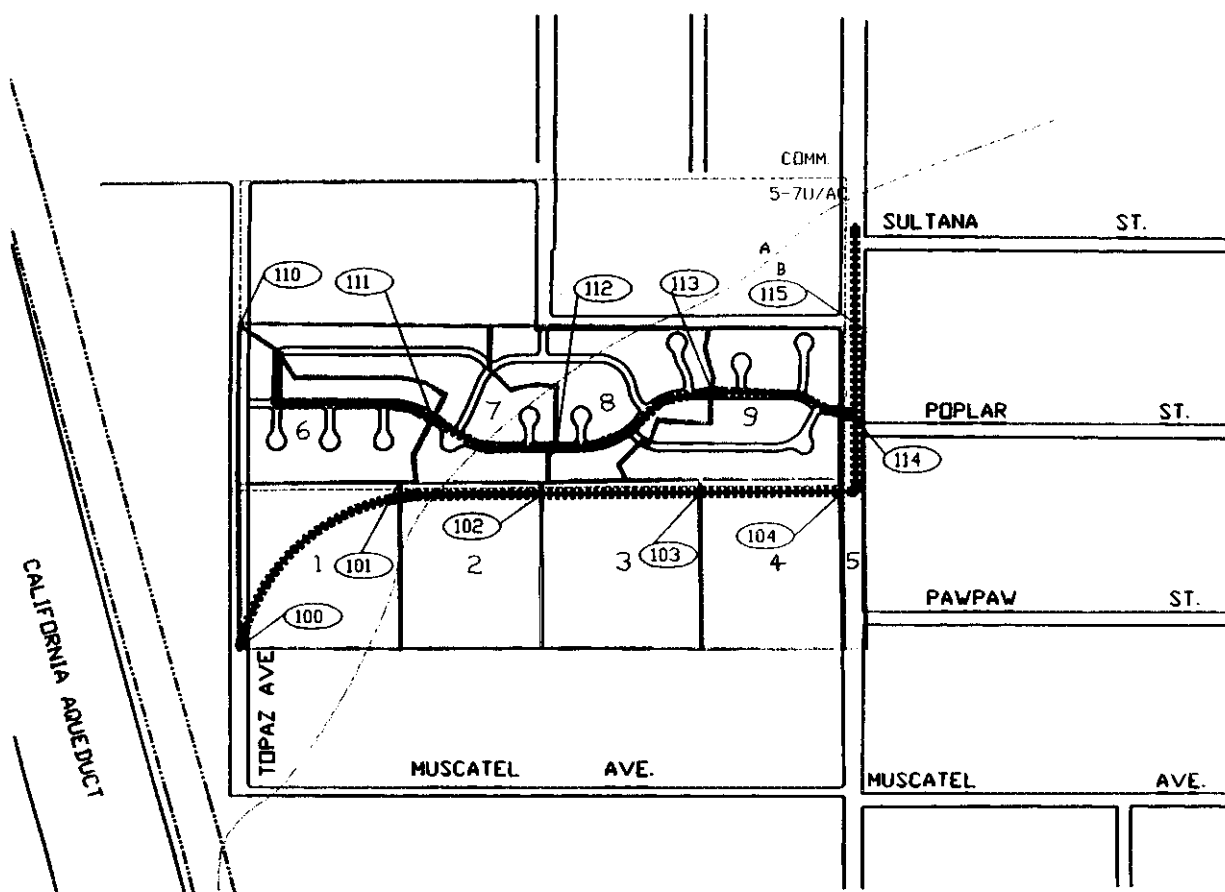 COMM.
5-7U/AC
SULTANA ST.
A
B
110
111
112
113
115
7
8
9
6
POPLAR ST.
114
102
103
104
101
1
2
3
4
5
100
PAWPAW ST.
CALIFORNIA AQUEDUCT
TOPAZ AVE
MUSCATEL AVE.
MUSCATEL AVE.